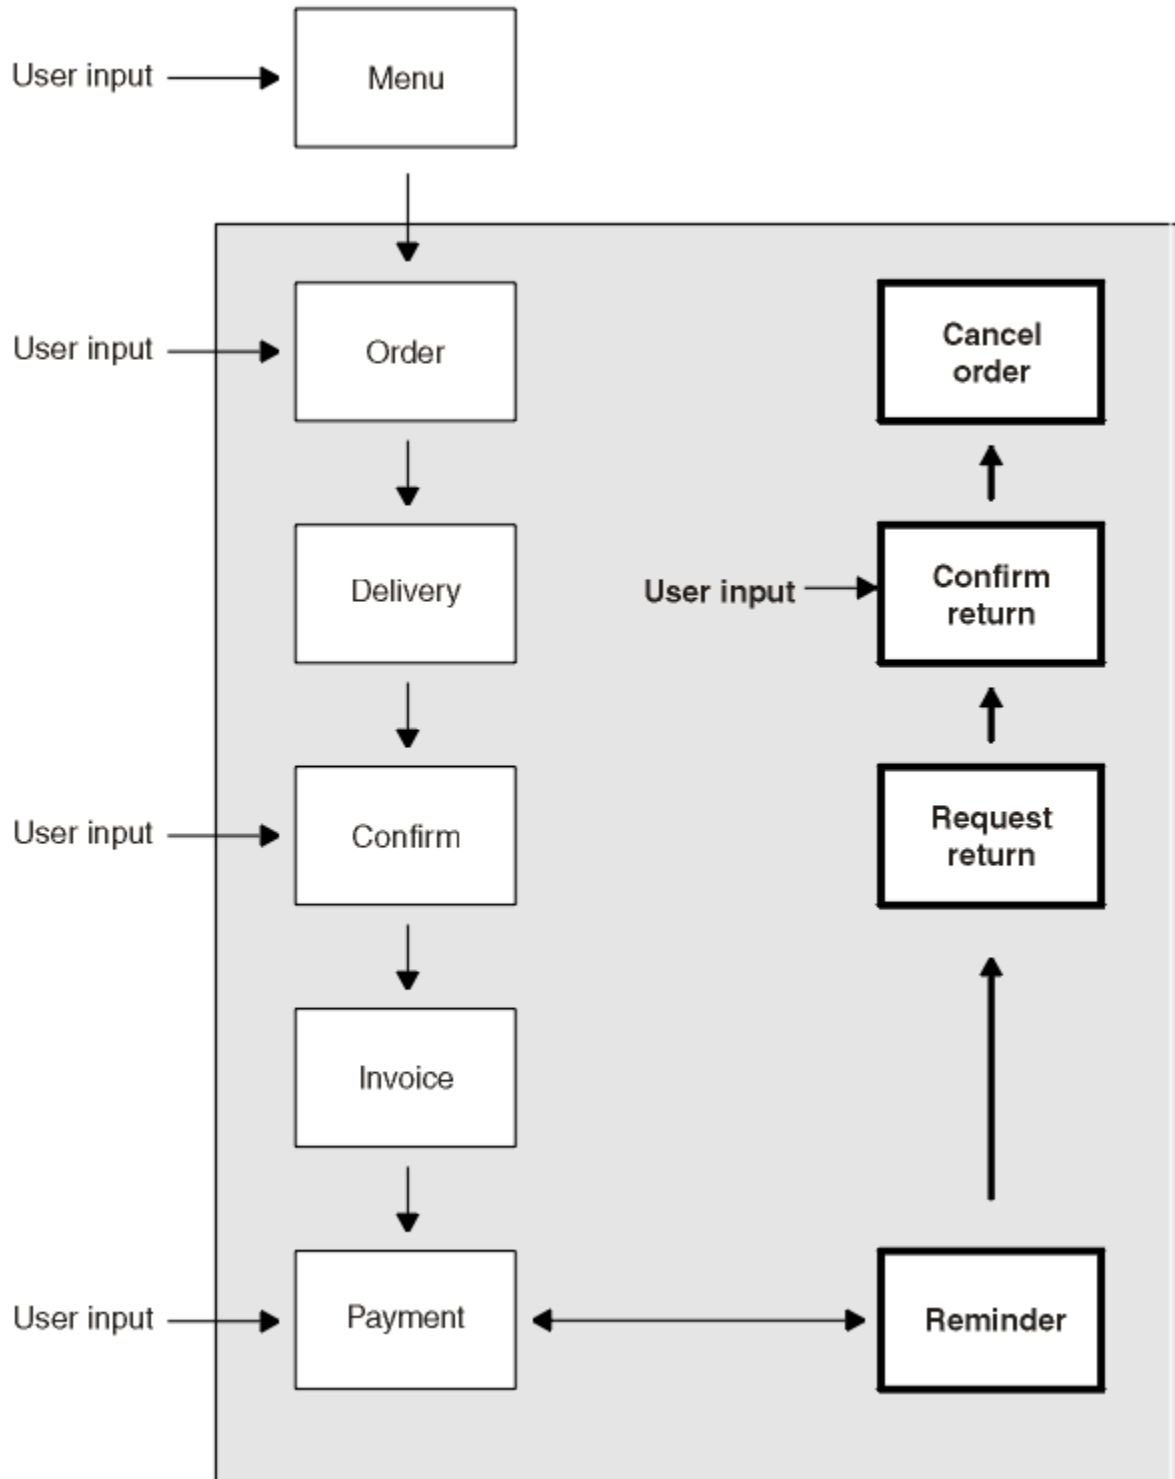 User input
Menu
User input
Order
Cancel
order
Delivery
User input
Confirm
return
User input
Confirm
Request
return
Invoice
User input
Payment
Reminder